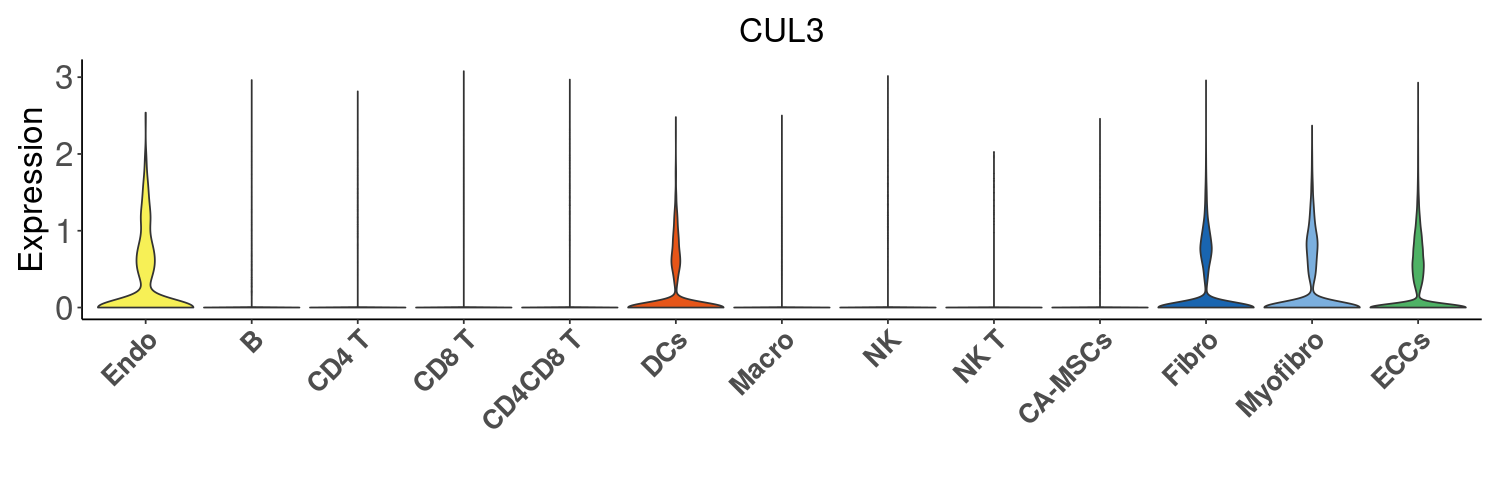 CUL3
Expression
3
2
1
0
Endo
B
CD4 T
CD8 T
CD4CD8 T
DCs
Macro
NK
NK T
CA-MSCs
Fibro
Myofibro
ECCs